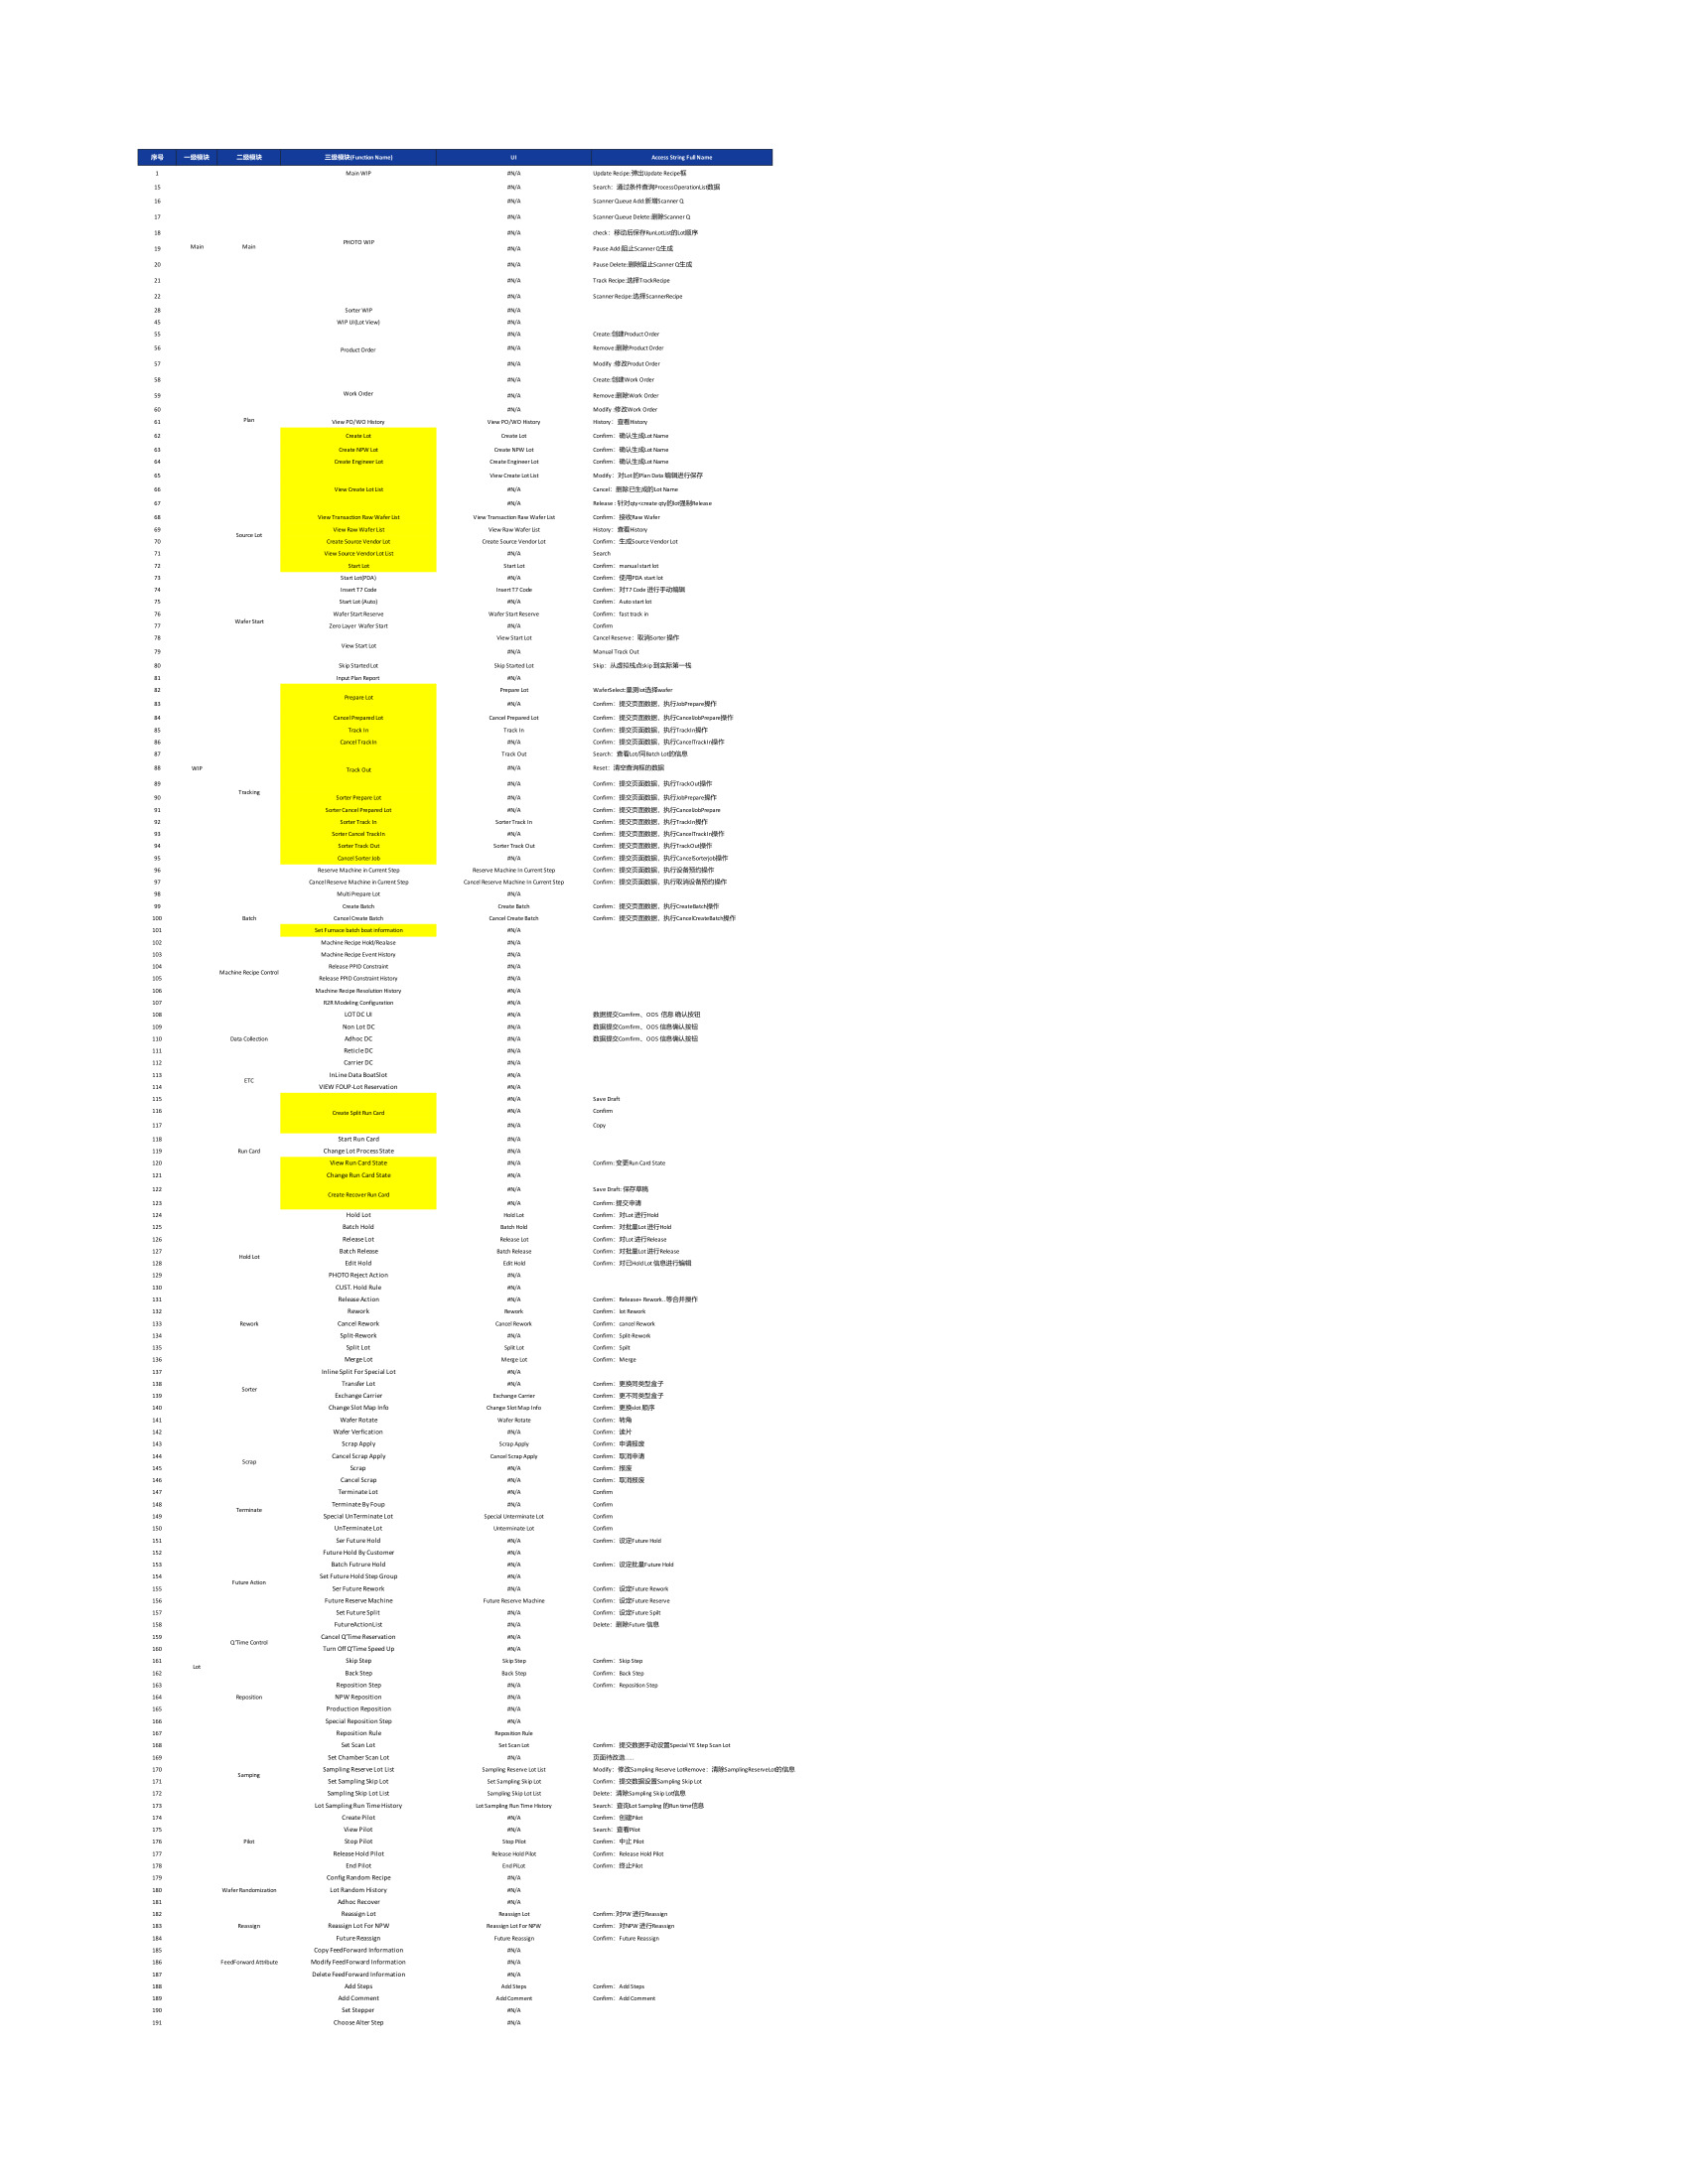 序号 一级模块 二级模块 三级模块(Function Name) UI Access String Full Name
1 Main WIP #N/A Update Recipe:弹出Update Recipe框
15 #N/A Search：通过条件查询ProcessOperationList数据
16 #N/A Scanner Queue Add:新增Scanner Q
17 #N/A Scanner Queue Delete:删除Scanner Q
18 #N/A check：移动后保存RunLotList的Lot顺序
Main Main PHOTO WIP
19 #N/A Pause Add:阻止Scanner Q生成
20 #N/A Pause Delete:删除阻止Scanner Q生成
21 #N/A Track Recipe:选择TrackRecipe
22 #N/A Scanner Recipe:选择ScannerRecipe
28 Sorter WIP #N/A
45 WIP UI(Lot View) #N/A
55 #N/A Create:创建Product Order
56 Product Order #N/A Remove:删除Product Order
57 #N/A Modify :修改Produt Order
58 #N/A Create:创建Work Order
59 Work Order #N/A Remove:删除Work Order
60 #N/A Modify :修改Work Order
Plan
61 View PO/WO History View PO/WO History History：查看History
62 Create Lot Create Lot Confirm：确认生成Lot Name
63 Create NPW Lot Create NPW Lot Confirm：确认生成Lot Name
64 Create Engineer Lot Create Engineer Lot Confirm：确认生成Lot Name
65 View Create Lot List Modify：对Lot 的Plan Data 编辑进行保存
66 View Create Lot List #N/A Cancel：删除已生成的Lot Name
67 #N/A Release : 针对qty<create qty的lot强制Release
68 View Transaction Raw Wafer List View Transaction Raw Wafer List Confirm：接收Raw Wafer
69 View Raw Wafer List View Raw Wafer List History：查看History
Source Lot
70 Create Source Vendor Lot Create Source Vendor Lot Confirm：生成Source Vendor Lot
71 View Source Vendor Lot List #N/A Search
72 Start Lot Start Lot Confirm：manual start lot
73 Start Lot(PDA) #N/A Confirm：使用PDA start lot
74 Insert T7 Code Insert T7 Code Confirm：对T7 Code 进行手动编辑
75 Start Lot (Auto) #N/A Confirm：Auto start lot
76 Wafer Start Reserve Wafer Start Reserve Confirm：fast track in
Wafer Start
77 Zero Layer Wafer Start #N/A Confirm
78 View Start Lot View Start Lot Cancel Reserve：取消Sorter 操作
79 #N/A Manual Track Out
80 Skip Started Lot Skip Started Lot Skip：从虚拟栈点skip 到实际第一栈
81 Input Plan Report #N/A
82 Prepare Lot Prepare Lot WaferSelect:量测lot选择wafer
83 #N/A Confirm：提交页面数据，执行JobPrepare操作
84 Cancel Prepared Lot Cancel Prepared Lot Confirm：提交页面数据，执行CancelJobPrepare操作
85 Track In Track In Confirm：提交页面数据，执行TrackIn操作
86 Cancel TrackIn #N/A Confirm：提交页面数据，执行CancelTrackIn操作
87 Track Out Search：查看Lot/同Batch Lot的信息
88 WIP Track Out #N/A Reset：清空查询框的数据
89 #N/A Confirm：提交页面数据，执行TrackOut操作
Tracking
90 Sorter Prepare Lot #N/A Confirm：提交页面数据，执行JobPrepare操作
91 Sorter Cancel Prepared Lot #N/A Confirm：提交页面数据，执行CancelJobPrepare
92 Sorter Track In Sorter Track In Confirm：提交页面数据，执行TrackIn操作
93 Sorter Cancel TrackIn #N/A Confirm：提交页面数据，执行CancelTrackIn操作
94 Sorter Track Out Sorter Track Out Confirm：提交页面数据，执行TrackOut操作
95 Cancel Sorter Job #N/A Confirm：提交页面数据，执行CancelSorterJob操作
96 Reserve Machine in Current Step Reserve Machine In Current Step Confirm：提交页面数据，执行设备预约操作
97 Cancel Reserve Machine in Current Step Cancel Reserve Machine In Current Step Confirm：提交页面数据，执行取消设备预约操作
98 Multi Prepare Lot #N/A
99 Create Batch Create Batch Confirm：提交页面数据，执行CreateBatch操作
100 Batch Cancel Create Batch Cancel Create Batch Confirm：提交页面数据，执行CancelCreateBatch操作
101 Set Furnace batch boat information #N/A
102 Machine Recipe Hold/Realase #N/A
103 Machine Recipe Event History #N/A
104 Release PPID Constraint #N/A
Machine Recipe Control
105 Release PPID Constraint History #N/A
106 Machine Recipe Resolution History #N/A
107 R2R Modeling Configuration #N/A
108 LOT DC UI #N/A 数据提交Comfirm、OOS 信息 确认按钮
109 Non Lot DC #N/A 数据提交Comfirm、OOS 信息确认按钮
110 Data Collection Adhoc DC #N/A 数据提交Comfirm、OOS 信息确认按钮
111 Reticle DC #N/A
112 Carrier DC #N/A
113 InLine Data BoatSlot #N/A
ETC
114 VIEW FOUP-Lot Reservation #N/A
115 #N/A Save Draft
116 Create Split Run Card #N/A Confirm
117 #N/A Copy
118 Start Run Card #N/A
119 Run Card Change Lot Process State #N/A
120 View Run Card State #N/A Confirm: 变更Run Card State
121 Change Run Card State #N/A
122 Create Recover Run Card #N/A Save Draft: 保存草稿
123 #N/A Confirm: 提交申请
124 Hold Lot Hold Lot Confirm：对Lot 进行Hold
125 Batch Hold Batch Hold Confirm：对批量Lot 进行Hold
126 Release Lot Release Lot Confirm：对Lot 进行Release
127 Batch Release Batch Release Confirm：对批量Lot 进行Release
Hold Lot
128 Edit Hold Edit Hold Confirm：对已Hold Lot 信息进行编辑
129 PHOTO Reject Action #N/A
130 CUST. Hold Rule #N/A
131 Release Action #N/A Confirm：Release+ Rework...等合并操作
132 Rework Rework Confirm：lot Rework
133 Rework Cancel Rework Cancel Rework Confirm：cancel Rework
134 Split-Rework #N/A Confirm：Split-Rework
135 Split Lot Split Lot Confirm：Split
136 Merge Lot Merge Lot Confirm：Merge
137 Inline Split For Special Lot #N/A
138 Transfer Lot #N/A Confirm：更换同类型盒子
Sorter
139 Exchange Carrier Exchange Carrier Confirm：更不同类型盒子
140 Change Slot Map Info Change Slot Map Info Confirm：更换slot 顺序
141 Wafer Rotate Wafer Rotate Confirm：转角
142 Wafer Verfication #N/A Confirm：读片
143 Scrap Apply Scrap Apply Confirm：申请报废
144 Cancel Scrap Apply Cancel Scrap Apply Confirm：取消申请
Scrap
145 Scrap #N/A Confirm：报废
146 Cancel Scrap #N/A Confirm：取消报废
147 Terminate Lot #N/A Confirm
148 Terminate By Foup #N/A Confirm
Terminate
149 Special UnTerminate Lot Special Unterminate Lot Confirm
150 UnTerminate Lot Unterminate Lot Confirm
151 Ser Future Hold #N/A Confirm：设定Future Hold
152 Future Hold By Customer #N/A
153 Batch Futrure Hold #N/A Confirm：设定批量Future Hold
154 Set Future Hold Step Group #N/A
Future Action
155 Ser Future Rework #N/A Confirm：设定Future Rework
156 Future Reserve Machine Future Reserve Machine Confirm：设定Future Reserve
157 Set Future Split #N/A Confirm：设定Future Split
158 FutureActionList #N/A Delete：删除Future 信息
159 Cancel Q'Time Reservation #N/A
Q'Time Control
160 Turn Off Q'Time Speed Up #N/A
161 Skip Step Skip Step Confirm：Skip Step
Lot
162 Back Step Back Step Confirm：Back Step
163 Reposition Step #N/A Confirm：Reposition Step
164 Reposition NPW Reposition #N/A
165 Production Reposition #N/A
166 Special Reposition Step #N/A
167 Reposition Rule Reposition Rule
168 Set Scan Lot Set Scan Lot Confirm：提交数据手动设置Special YE Step Scan Lot
169 Set Chamber Scan Lot #N/A 页面待改造......
170 Sampling Reserve Lot List Sampling Reserve Lot List Modify：修改Sampling Reserve LotRemove：清除SamplingReserveLot的信息
Samping
171 Set Sampling Skip Lot Set Sampling Skip Lot Confirm：提交数据设置Sampling Skip Lot
172 Sampling Skip Lot List Sampling Skip Lot List Delete：清除Sampling Skip Lot信息
173 Lot Sampling Run Time History Lot Sampling Run Time History Search：查询Lot Sampling 的Run time信息
174 Create Pilot #N/A Confirm：创建Pilot
175 View Pilot #N/A Search：查看Pilot
176 Pilot Stop Pilot Stop Pilot Confirm：中止 Pilot
177 Release Hold Pilot Release Hold Pilot Confirm：Release Hold Pilot
178 End Pilot End PiLot Confirm：终止Pilot
179 Config Random Recipe #N/A
180 Wafer Randomization Lot Random History #N/A
181 Adhoc Recover #N/A
182 Reassign Lot Reassign Lot Confirm: 对PW 进行Reassign
183 Reassign Reassign Lot For NPW Reassign Lot For NPW Confirm：对NPW 进行Reassign
184 Future Reassign Future Reassign Confirm：Future Reassign
185 Copy FeedForward Information #N/A
186 FeedForward Attribute Modify FeedForward Information #N/A
187 Delete FeedForward Information #N/A
188 Add Steps Add Steps Confirm：Add Steps
189 Add Comment Add Comment Confirm：Add Comment
190 Set Stepper #N/A
191 Choose Alter Step #N/A